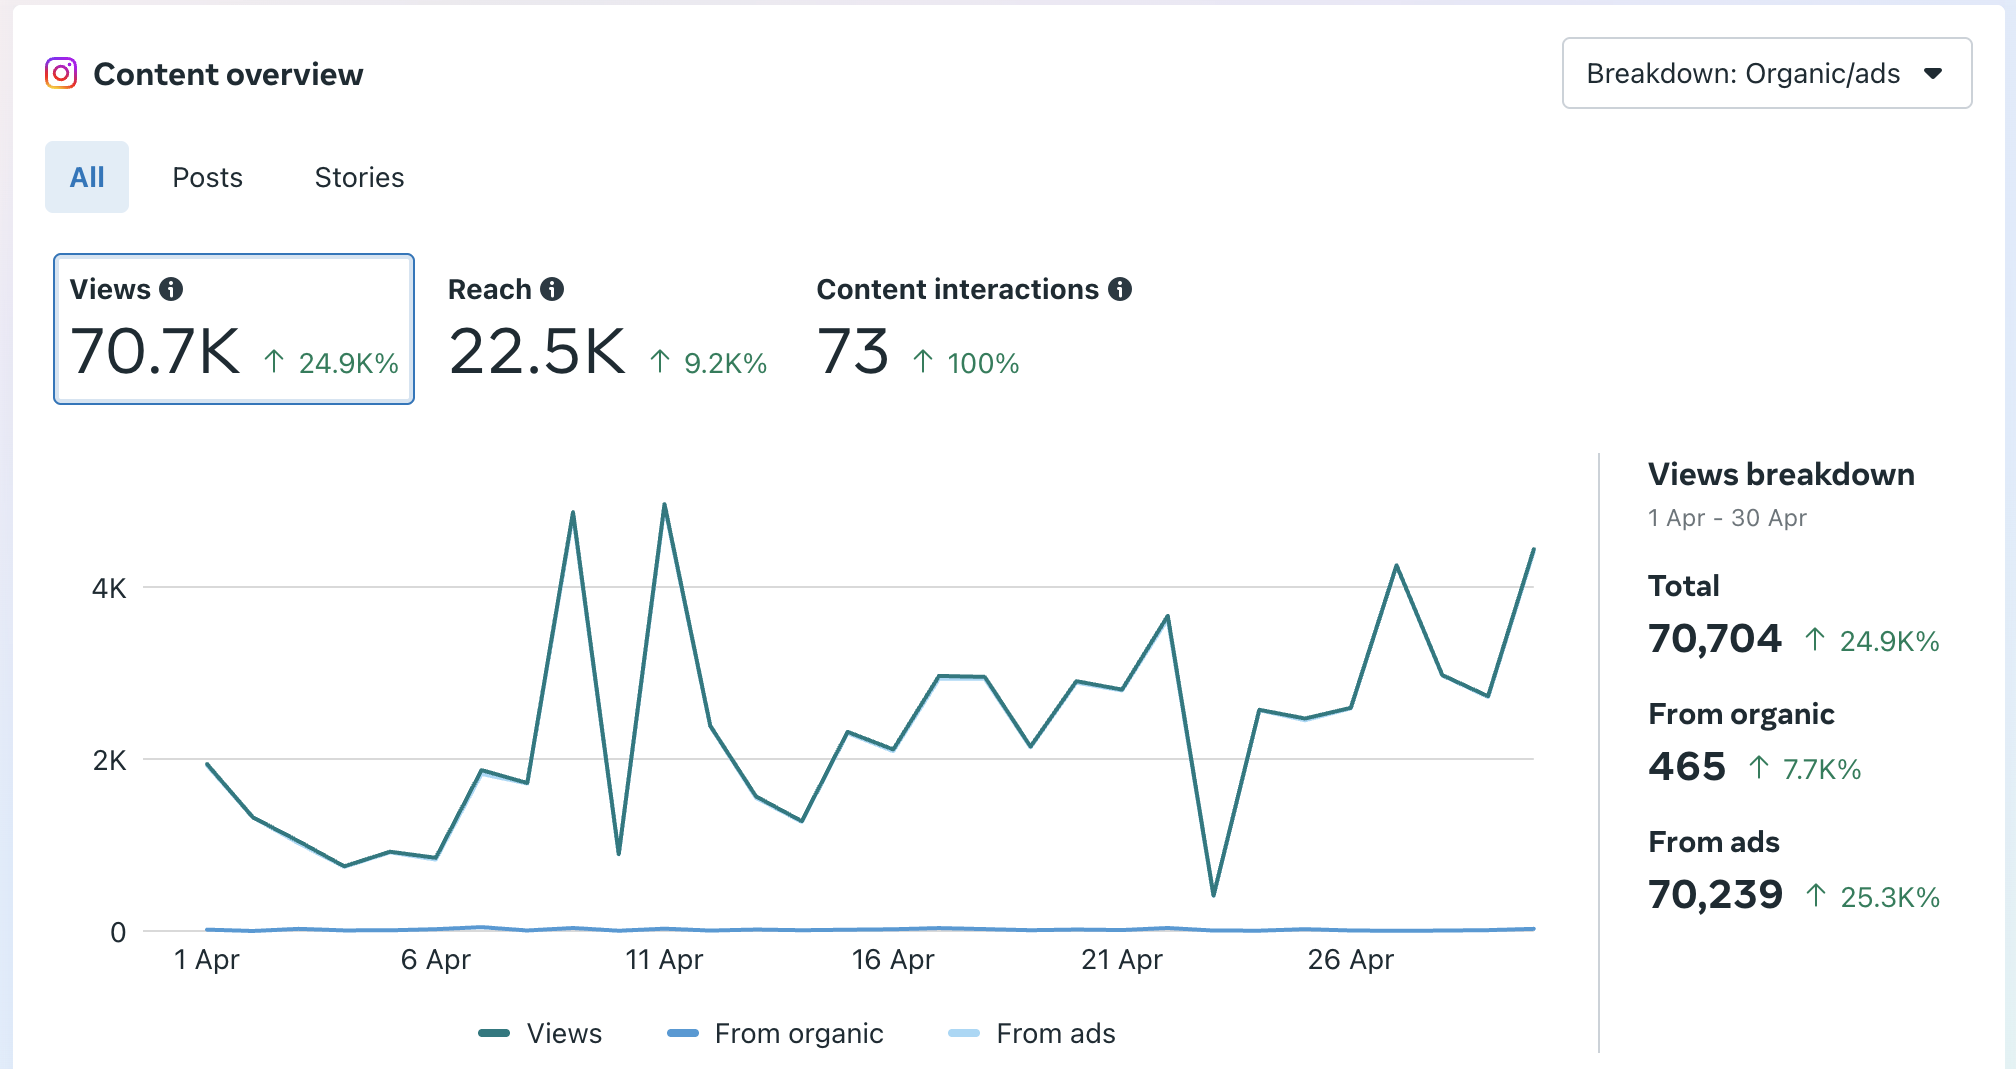 Content overview
Breakdown: Organic/ads
All
Posts
Stories
Views
70.7K ↑ 24.9K%
Reach
22.5K ↑ 9.2K%
Content interactions
73 ↑ 100%
4K
2K
0
1 Apr
6 Apr
11 Apr
16 Apr
21 Apr
26 Apr
Views
From organic
From ads
Views breakdown
1 Apr - 30 Apr
Total
70,704 ↑ 24.9K%
From organic
465 ↑ 7.7K%
From ads
70,239 ↑ 25.3K%